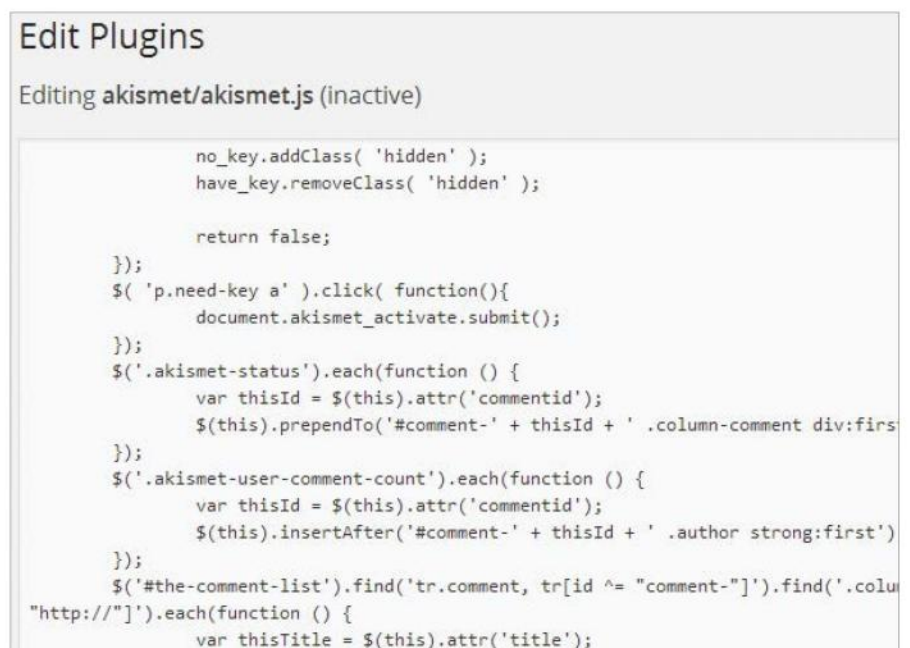 Edit Plugins
Editing akismet/akismet.js (inactive)
no_key.addClass( 'hidden' );
have_key.removeClass( 'hidden' );
return false;
});
$( 'p.need-key a' ).click( function(){
document.akismet_activate.submit();
});
$('.akismet-status').each(function () {
var thisId = $(this).attr('commentid');
$(this).prependTo('#comment-' + thisId + ' .column-comment div:firs
});
$('.akismet-user-comment-count').each(function () {
var thisId = $(this).attr('commentid');
$(this).insertAfter('#comment-' + thisId + ' .author strong:first')
});
$('#the-comment-list').find('tr.comment, tr[id ^= "comment-"]').find('.colu
"http://"]').each(function () {
var thisTitle = $(this).attr('title');